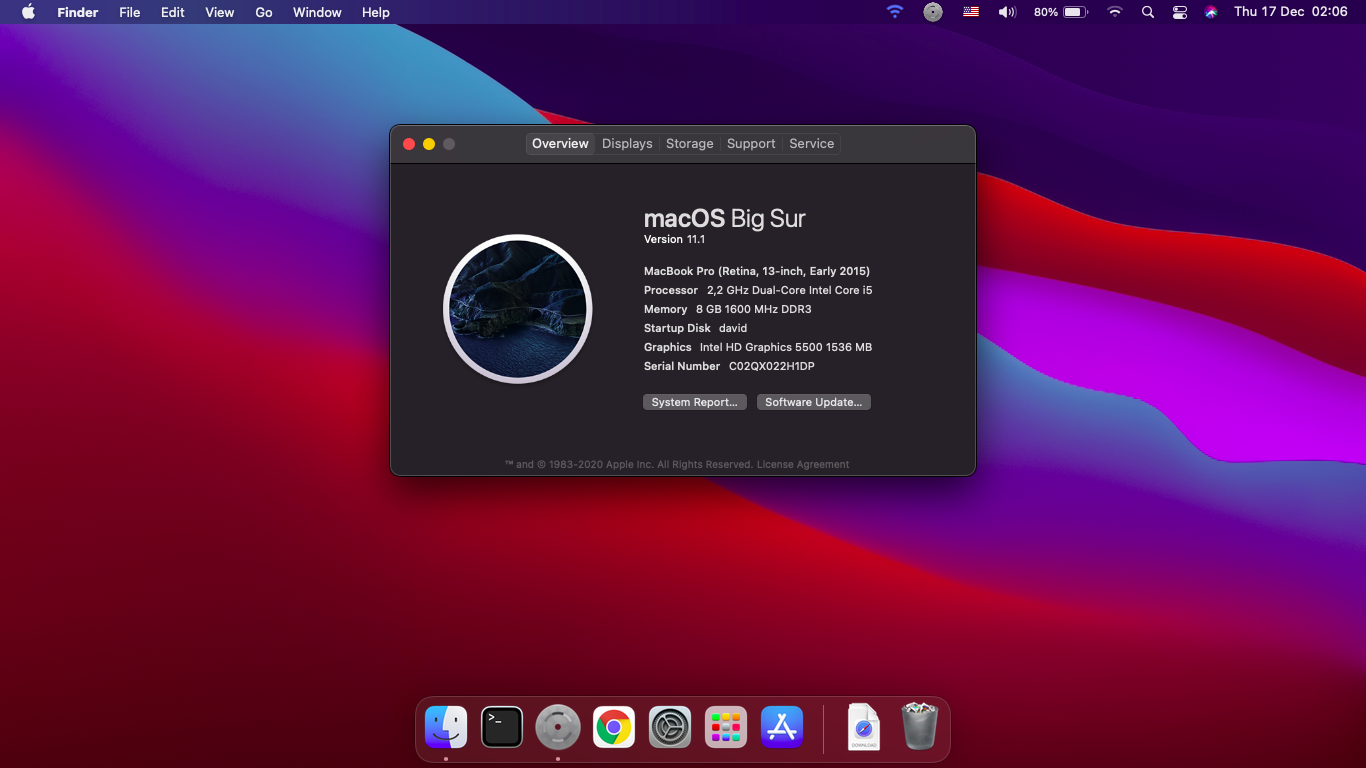 Finder File Edit View Go Window Help 80% Thu 17 Dec 02:06
Overview Displays Storage Support Service
macOS Big Sur
Version 11.1
MacBook Pro (Retina, 13-inch, Early 2015)
Processor 2,2 GHz Dual-Core Intel Core i5
Memory 8 GB 1600 MHz DDR3
Startup Disk david
Graphics Intel HD Graphics 5500 1536 MB
Serial Number C02QX022H1DP
System Report... Software Update...
™ and © 1983-2020 Apple Inc. All Rights Reserved. License Agreement
>_
DOWNLOAD